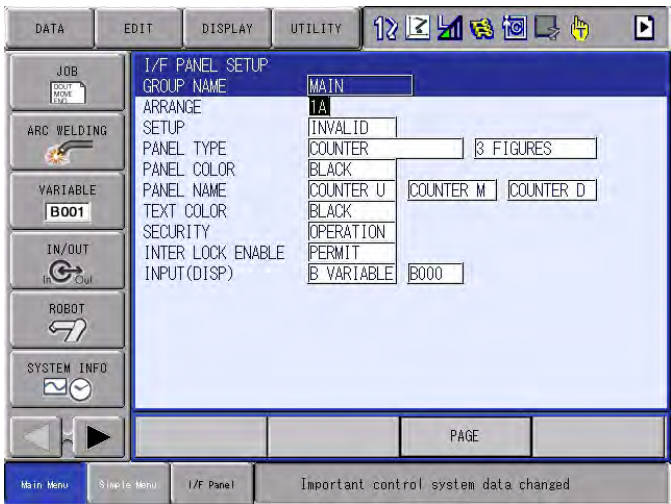 DATA EDIT DISPLAY UTILITY
JOB
DOUT
MOVE
END
ARC WELDING
VARIABLE
B001
IN/OUT
In Out
ROBOT
SYSTEM INFO
I/F PANEL SETUP
GROUP NAME MAIN
ARRANGE 1A
SETUP INVALID
PANEL TYPE COUNTER 3 FIGURES
PANEL COLOR BLACK
PANEL NAME COUNTER U COUNTER M COUNTER D
TEXT COLOR BLACK
SECURITY OPERATION
INTER LOCK ENABLE PERMIT
INPUT(DISP) B VARIABLE B000
PAGE
Main Menu Simple Menu I/F Panel Important control system data changed